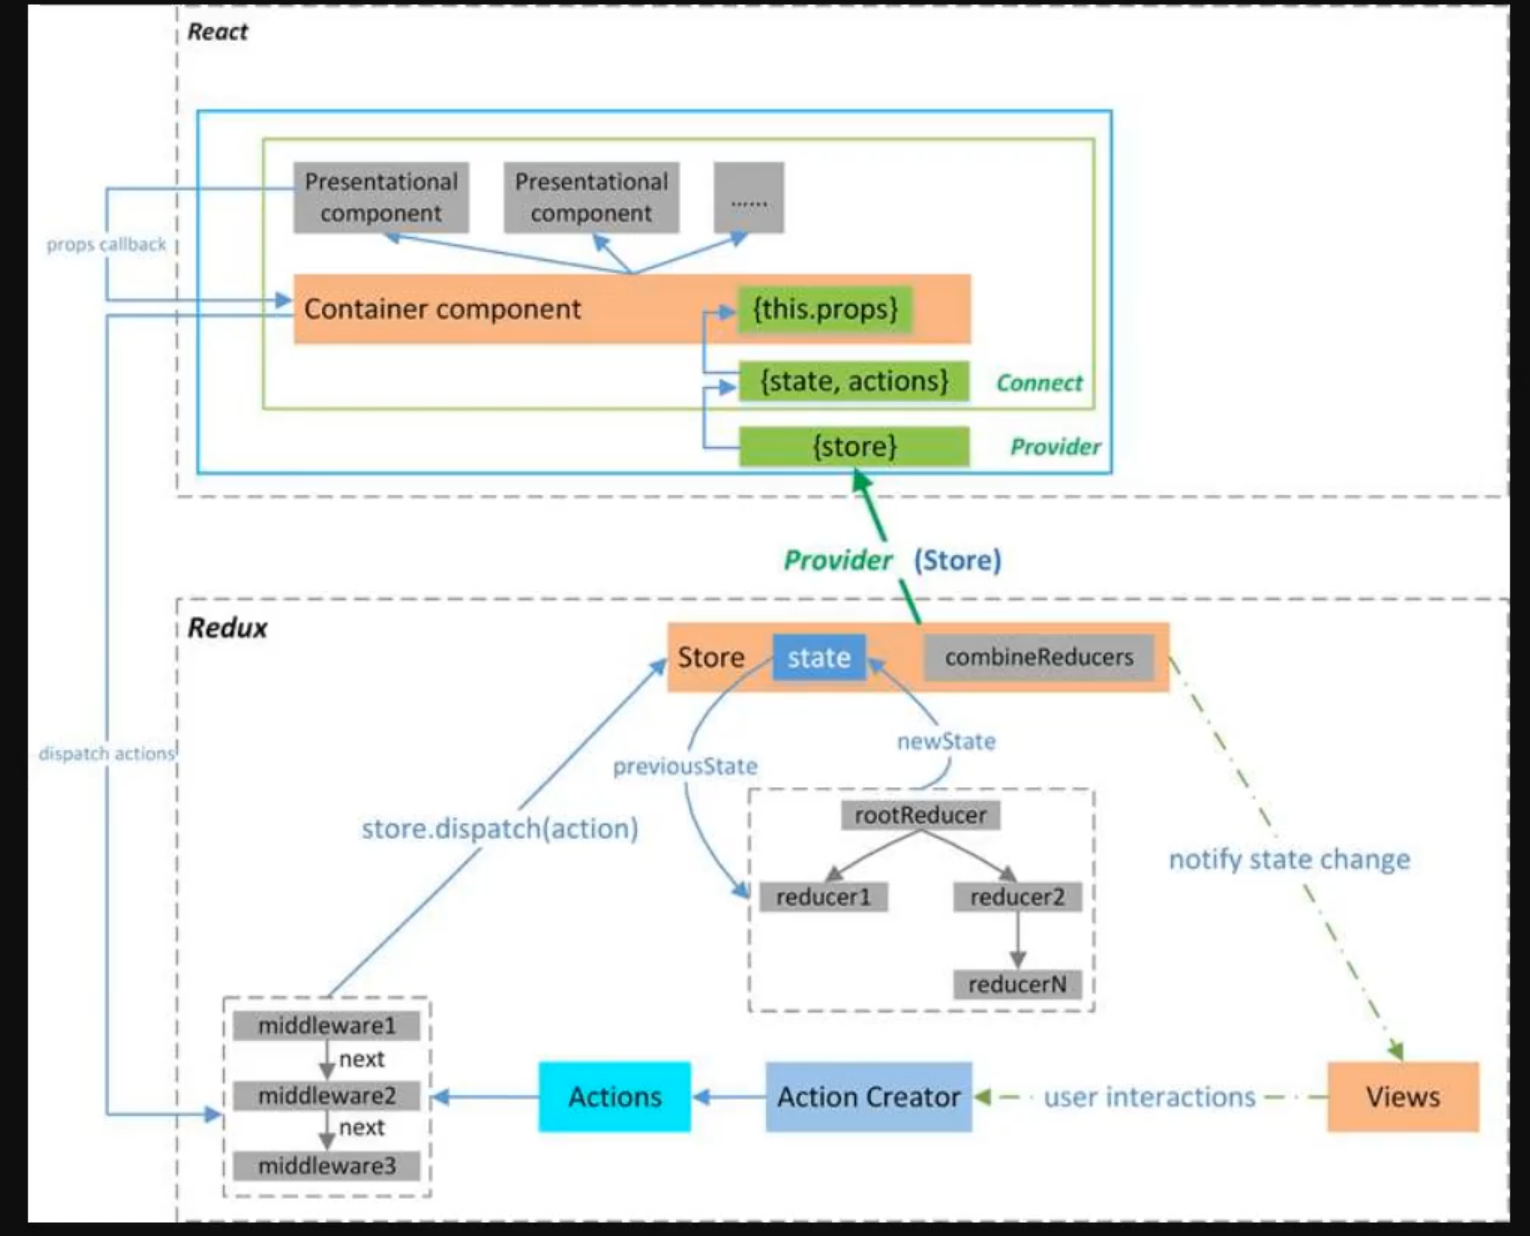 React
Presentational
component
Presentational
component
......
props callback
Container component
{this.props}
{state, actions}
Connect
{store}
Provider
Provider (Store)
Redux
Store
state
combineReducers
newState
previousState
dispatch actions
store.dispatch(action)
rootReducer
notify state change
reducer1
reducer2
reducerN
middleware1
next
middleware2
next
middleware3
Actions
Action Creator
user interactions
Views